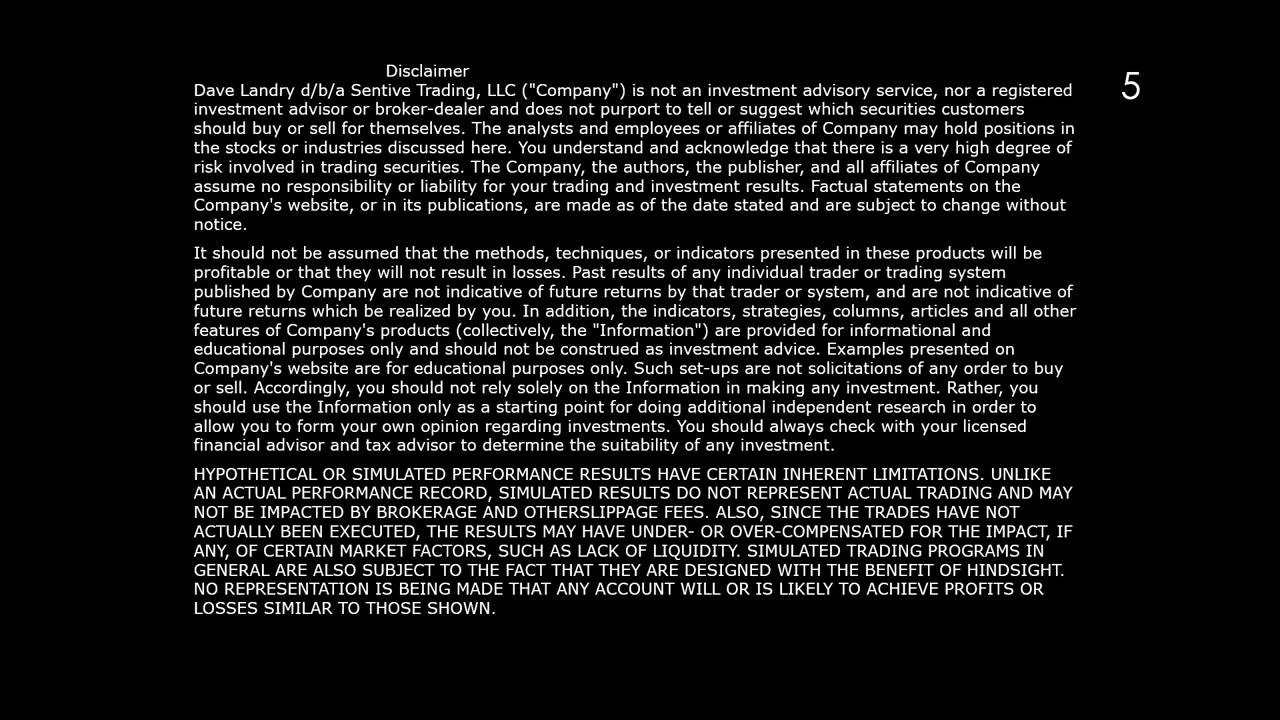 Disclaimer
5
Dave Landry d/b/a Sentive Trading, LLC ("Company") is not an investment advisory service, nor a registered
investment advisor or broker-dealer and does not purport to tell or suggest which securities customers
should buy or sell for themselves. The analysts and employees or affiliates of Company may hold positions in
the stocks or industries discussed here. You understand and acknowledge that there is a very high degree of
risk involved in trading securities. The Company, the authors, the publisher, and all affiliates of Company
assume no responsibility or liability for your trading and investment results. Factual statements on the
Company's website, or in its publications, are made as of the date stated and are subject to change without
notice.
It should not be assumed that the methods, techniques, or indicators presented in these products will be
profitable or that they will not result in losses. Past results of any individual trader or trading system
published by Company are not indicative of future returns by that trader or system, and are not indicative of
future returns which be realized by you. In addition, the indicators, strategies, columns, articles and all other
features of Company's products (collectively, the "Information") are provided for informational and
educational purposes only and should not be construed as investment advice. Examples presented on
Company's website are for educational purposes only. Such set-ups are not solicitations of any order to buy
or sell. Accordingly, you should not rely solely on the Information in making any investment. Rather, you
should use the Information only as a starting point for doing additional independent research in order to
allow you to form your own opinion regarding investments. You should always check with your licensed
financial advisor and tax advisor to determine the suitability of any investment.
HYPOTHETICAL OR SIMULATED PERFORMANCE RESULTS HAVE CERTAIN INHERENT LIMITATIONS. UNLIKE
AN ACTUAL PERFORMANCE RECORD, SIMULATED RESULTS DO NOT REPRESENT ACTUAL TRADING AND MAY
NOT BE IMPACTED BY BROKERAGE AND OTHERSLIPPAGE FEES. ALSO, SINCE THE TRADES HAVE NOT
ACTUALLY BEEN EXECUTED, THE RESULTS MAY HAVE UNDER- OR OVER-COMPENSATED FOR THE IMPACT, IF
ANY, OF CERTAIN MARKET FACTORS, SUCH AS LACK OF LIQUIDITY. SIMULATED TRADING PROGRAMS IN
GENERAL ARE ALSO SUBJECT TO THE FACT THAT THEY ARE DESIGNED WITH THE BENEFIT OF HINDSIGHT.
NO REPRESENTATION IS BEING MADE THAT ANY ACCOUNT WILL OR IS LIKELY TO ACHIEVE PROFITS OR
LOSSES SIMILAR TO THOSE SHOWN.